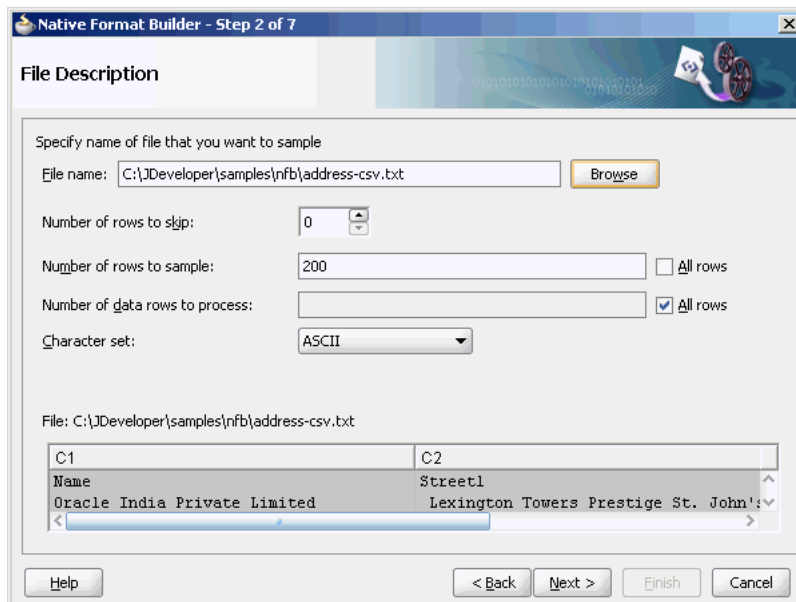 Native Format Builder - Step 2 of 7
File Description
010101010101010101010101
01010101010
Specify name of file that you want to sample
File name: C:\JDeveloper\samples\nfb\address-csv.txt Browse
Number of rows to skip: 0
Number of rows to sample: 200 All rows
Number of data rows to process: All rows
Character set: ASCII
File: C:\JDeveloper\samples\nfb\address-csv.txt
C1 C2
Name Street1
Oracle India Private Limited Lexington Towers Prestige St. John's
Help < Back Next > Finish Cancel